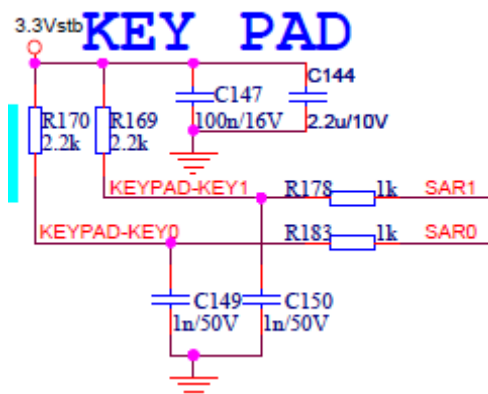 3.3Vstb KEY PAD
C144
R170 R169 C147
2.2k 2.2k 100n/16V 2.2u/10V
KEYPAD-KEY1 R178 1k SAR1
KEYPAD-KEY0 R183 1k SAR0
C149 C150
1n/50V 1n/50V